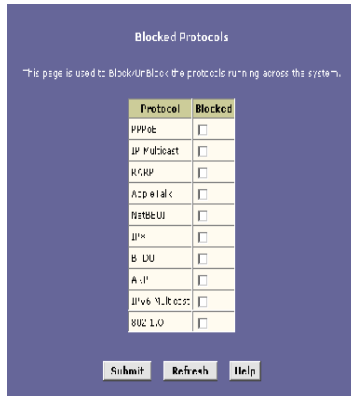 Blocked Protocols
This page is used to Block/UnBlock the protocols running across the system.
Protocol Blocked
PPPoE
IP Multicast
RARP
AppleTalk
NetBEUI
IPX
BPDU
ARP
IPv6 Multicast
802.1.Q
Submit Refresh Help